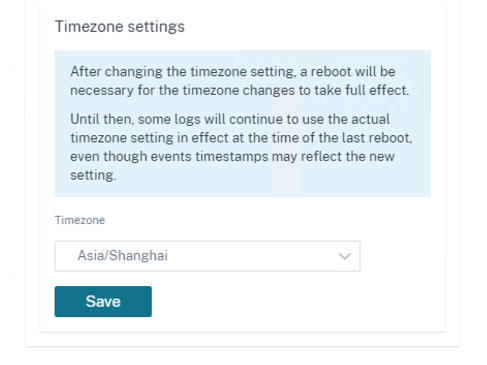 Timezone settings
After changing the timezone setting, a reboot will be
necessary for the timezone changes to take full effect.
Until then, some logs will continue to use the actual
timezone setting in effect at the time of the last reboot,
even though events timestamps may reflect the new
setting.
Timezone
Asia/Shanghai
Save